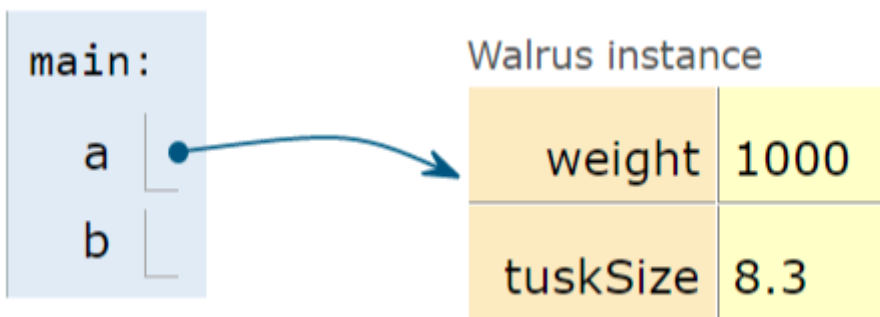 main:
Walrus instance
a
weight 1000
b
tuskSize 8.3